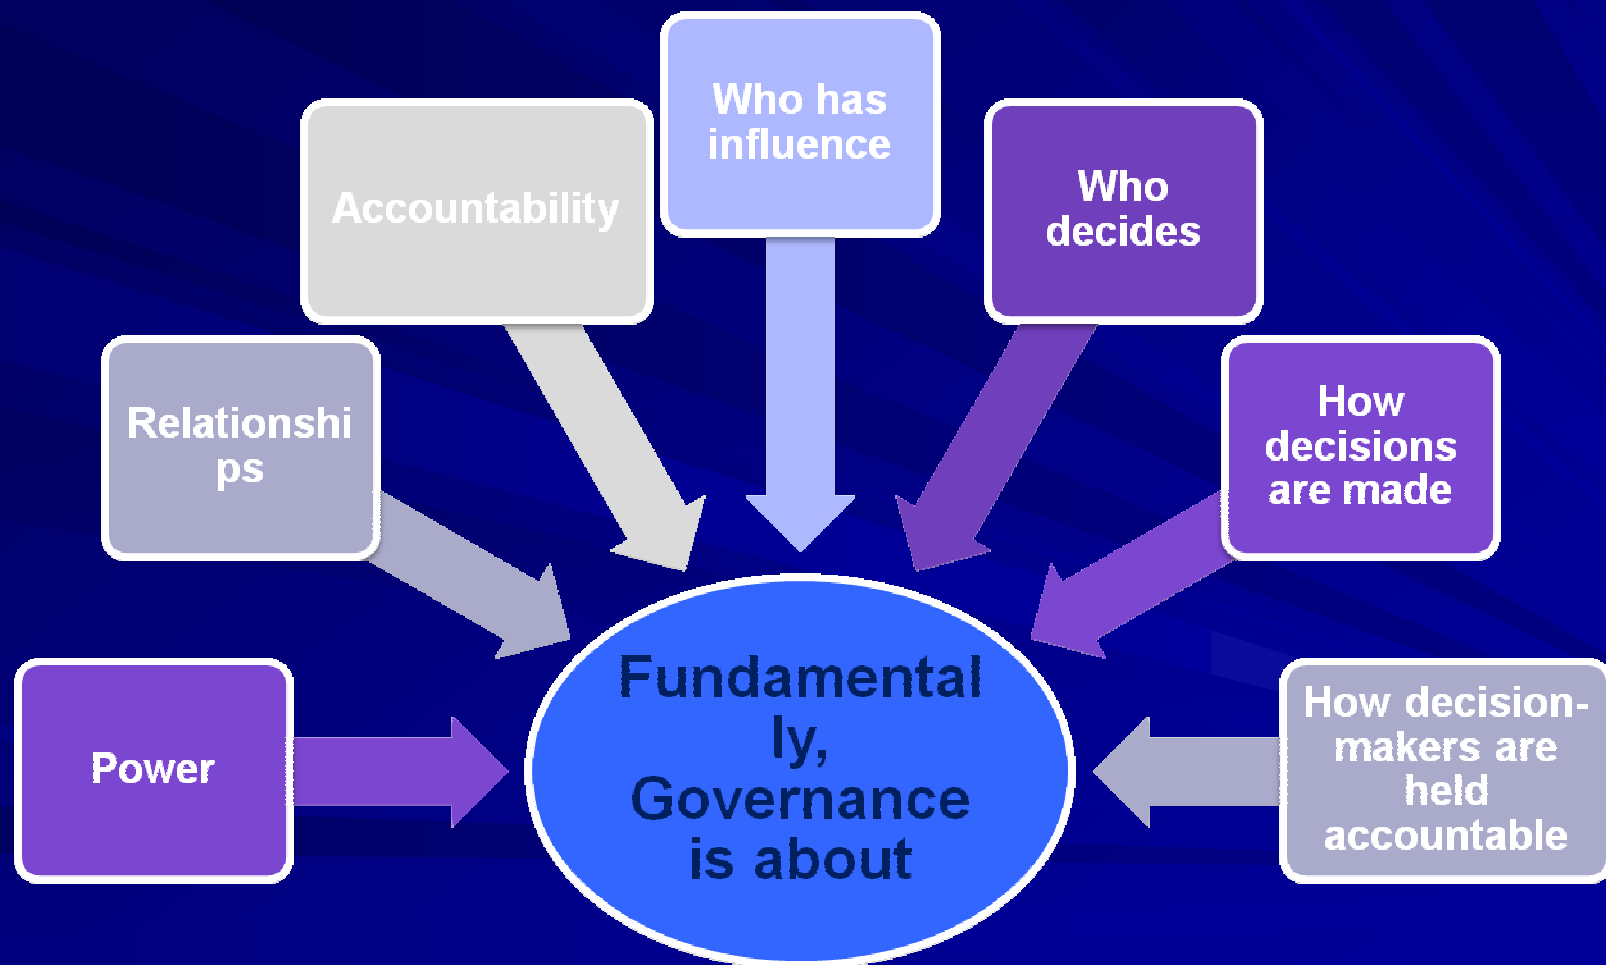 Who has
influence
Accountability
Who
decides
Relationshi
ps
How
decisions
are made
Power
Fundamental
ly,
Governance
is about
How decision-
makers are
held
accountable